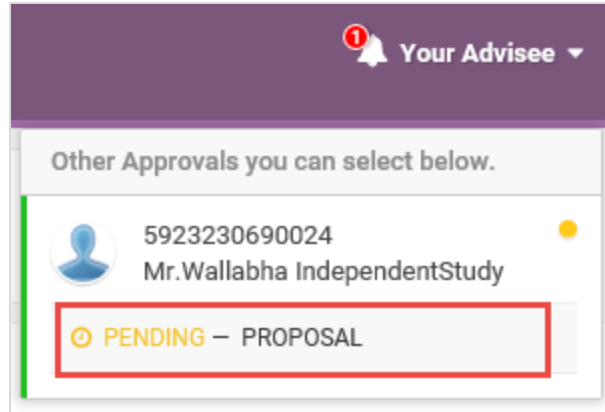 1
Your Advisee
Other Approvals you can select below.
5923230690024
Mr.Wallabha IndependentStudy
PENDING — PROPOSAL